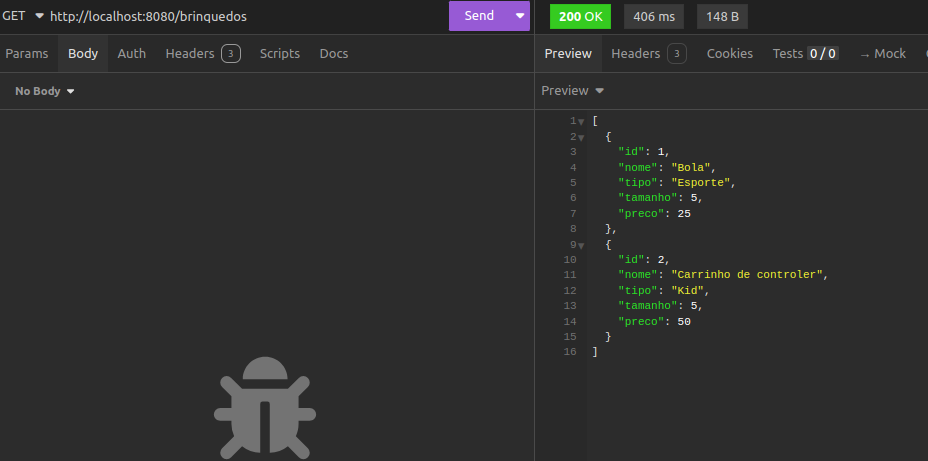 GET http://localhost:8080/brinquedos Send 200 OK 406 ms 148 B
Params Body Auth Headers 3 Scripts Docs Preview Headers 3 Cookies Tests 0 / 0 → Mock
No Body Preview
1 [
2 {
3 "id": 1,
4 "nome": "Bola",
5 "tipo": "Esporte",
6 "tamanho": 5,
7 "preco": 25
8 },
9 {
10 "id": 2,
11 "nome": "Carrinho de controler",
12 "tipo": "Kid",
13 "tamanho": 5,
14 "preco": 50
15 }
16 ]